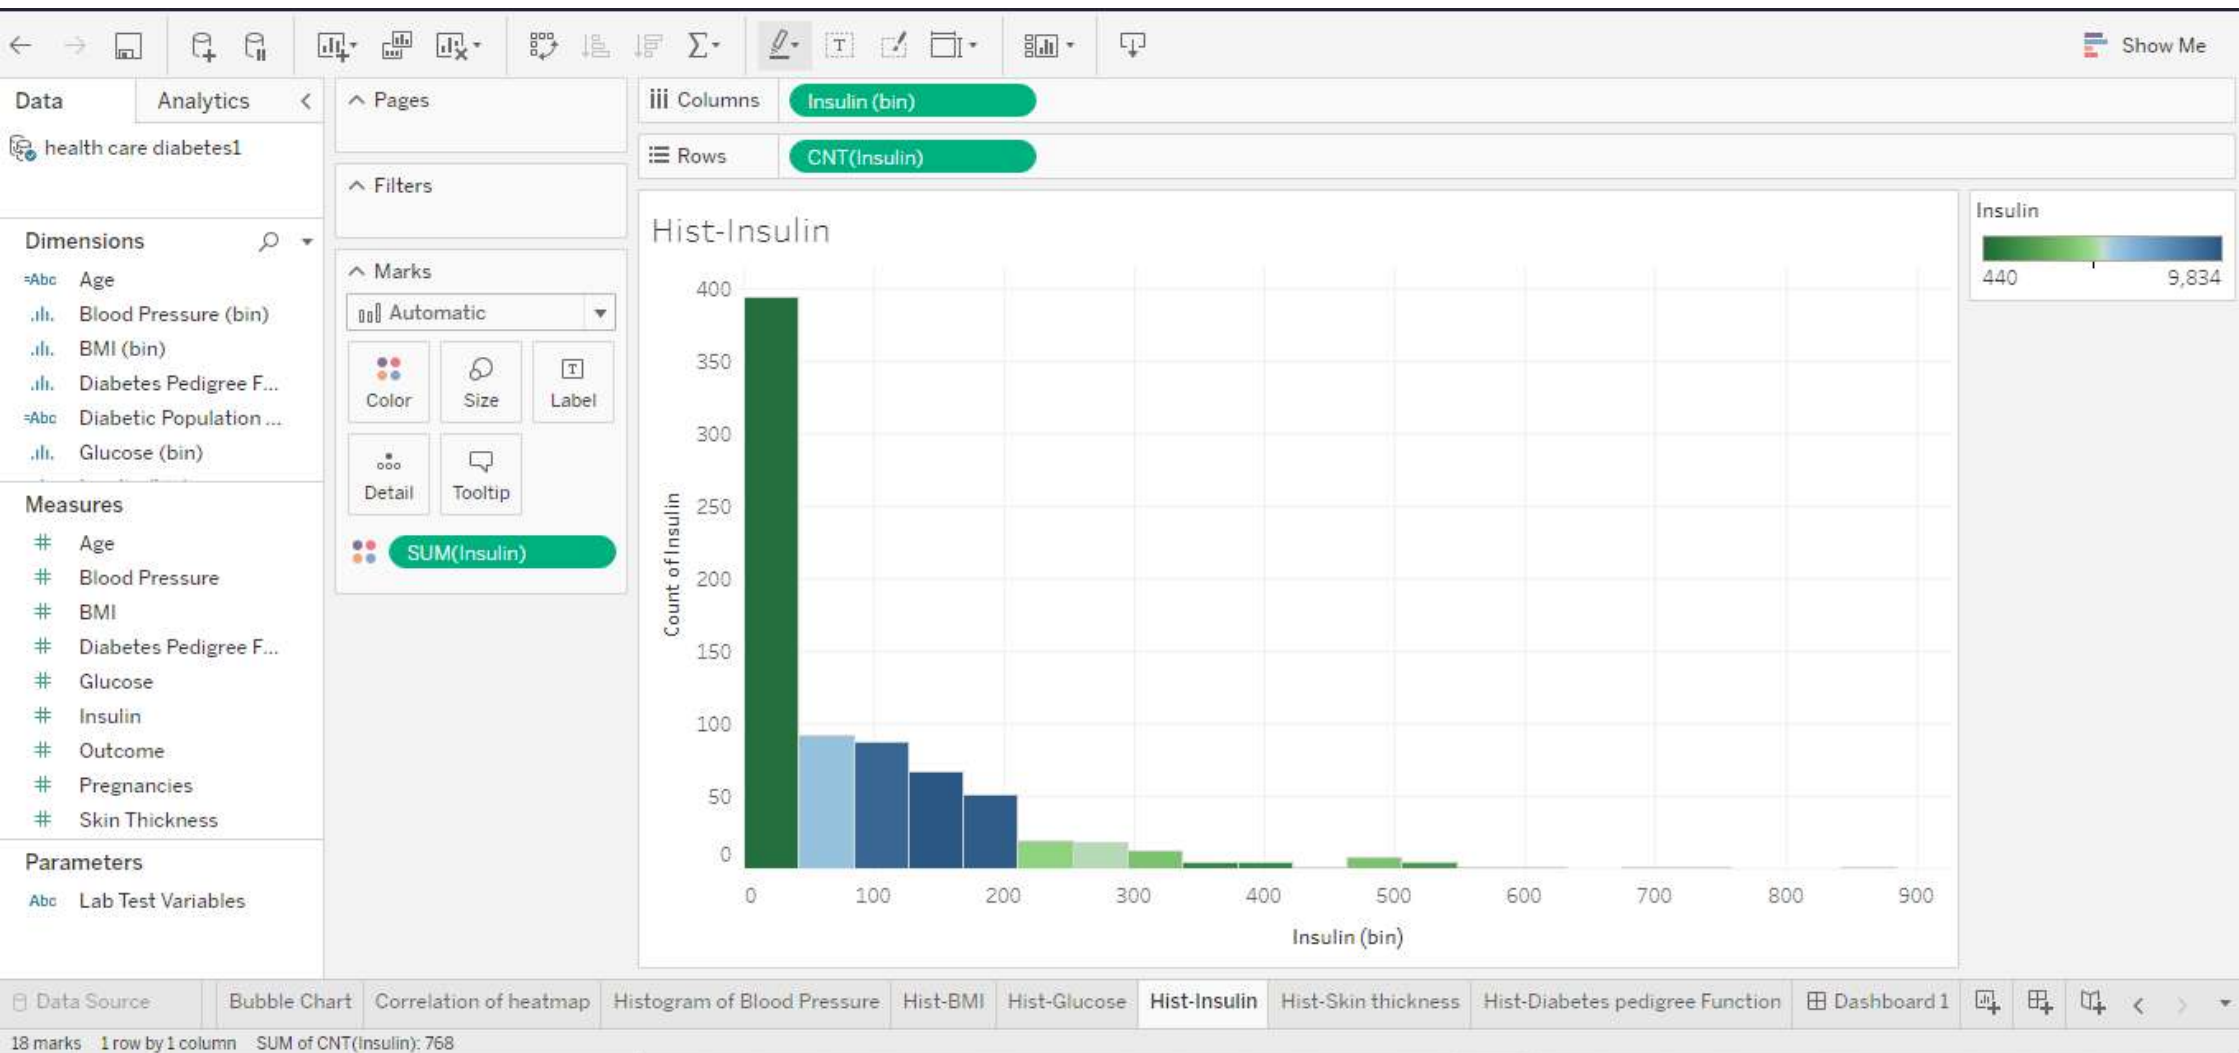 Show Me
Data
Analytics
health care diabetes1
Dimensions
=Abc Age
Blood Pressure (bin)
BMI (bin)
Diabetes Pedigree F...
=Abc Diabetic Population ...
Glucose (bin)
Measures
# Age
# Blood Pressure
# BMI
# Diabetes Pedigree F...
# Glucose
# Insulin
# Outcome
# Pregnancies
# Skin Thickness
Parameters
Abc Lab Test Variables
Pages
Filters
Marks
Automatic
Color Size Label
Detail Tooltip
SUM(Insulin)
Columns Insulin (bin)
Rows CNT(Insulin)
Hist-Insulin
400
350
300
250
200
150
100
50
0
Count of Insulin
0 100 200 300 400 500 600 700 800 900
Insulin (bin)
Insulin
440 9,834
Data Source Bubble Chart Correlation of heatmap Histogram of Blood Pressure Hist-BMI Hist-Glucose Hist-Insulin Hist-Skin thickness Hist-Diabetes pedigree Function Dashboard 1
18 marks 1 row by 1 column SUM of CNT(Insulin): 768